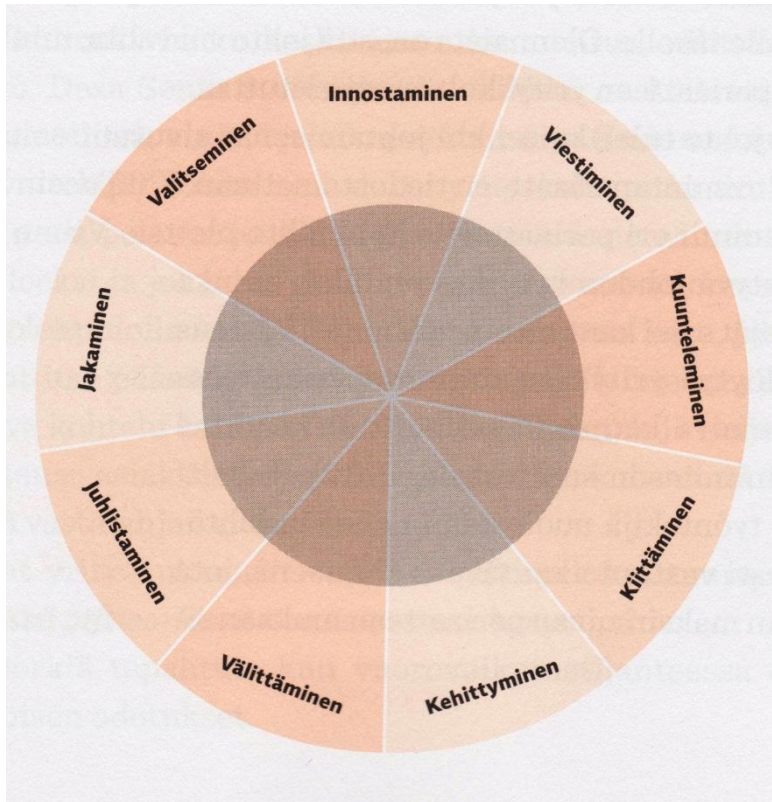 Innostaminen
Viestiminen
Kuunteleminen
Kiittäminen
Kehittyminen
Välittäminen
Juhlistaminen
Jakaminen
Valitseminen